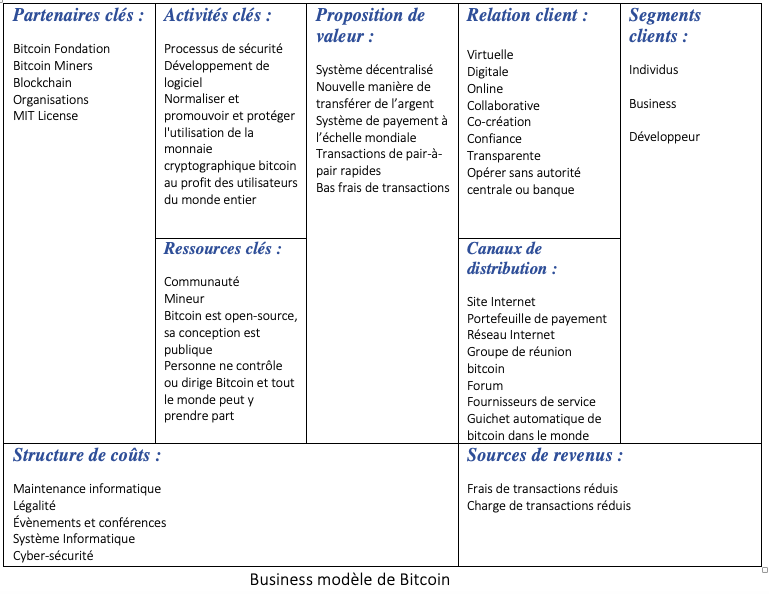 Partenaires clés :
Bitcoin Fondation
Bitcoin Miners
Blockchain
Organisations
MIT License
Activités clés :
Processus de sécurité
Développement de
logiciel
Normaliser et
promouvoir et protéger
l'utilisation de la
monnaie
cryptographique bitcoin
au profit des utilisateurs
du monde entier
Ressources clés :
Communauté
Mineur
Bitcoin est open-source,
sa conception est
publique
Personne ne contrôle
ou dirige Bitcoin et tout
le monde peut y
prendre part
Proposition de
valeur :
Système décentralisé
Nouvelle manière de
transférer de l’argent
Système de payement à
l’échelle mondiale
Transactions de pair-à-
pair rapides
Bas frais de transactions
Relation client :
Virtuelle
Digitale
Online
Collaborative
Co-création
Confiance
Transparente
Opérer sans autorité
centrale ou banque
Canaux de
distribution :
Site Internet
Portefeuille de payement
Réseau Internet
Groupe de réunion
bitcoin
Forum
Fournisseurs de service
Guichet automatique de
bitcoin dans le monde
Segments
clients :
Individus
Business
Développeur
Structure de coûts :
Maintenance informatique
Légalité
Évènements et conférences
Système Informatique
Cyber-sécurité
Sources de revenus :
Frais de transactions réduis
Charge de transactions réduis
Business modèle de Bitcoin